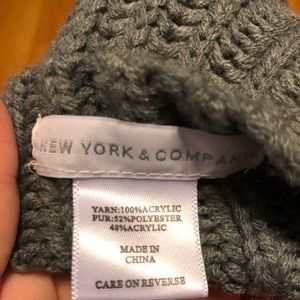 NEW YORK & COMPAN
YARN:100%ACRYLIC
FUR:52%POLYESTER
48%ACRYLIC
MADE IN
CHINA
CARE ON REVERSE